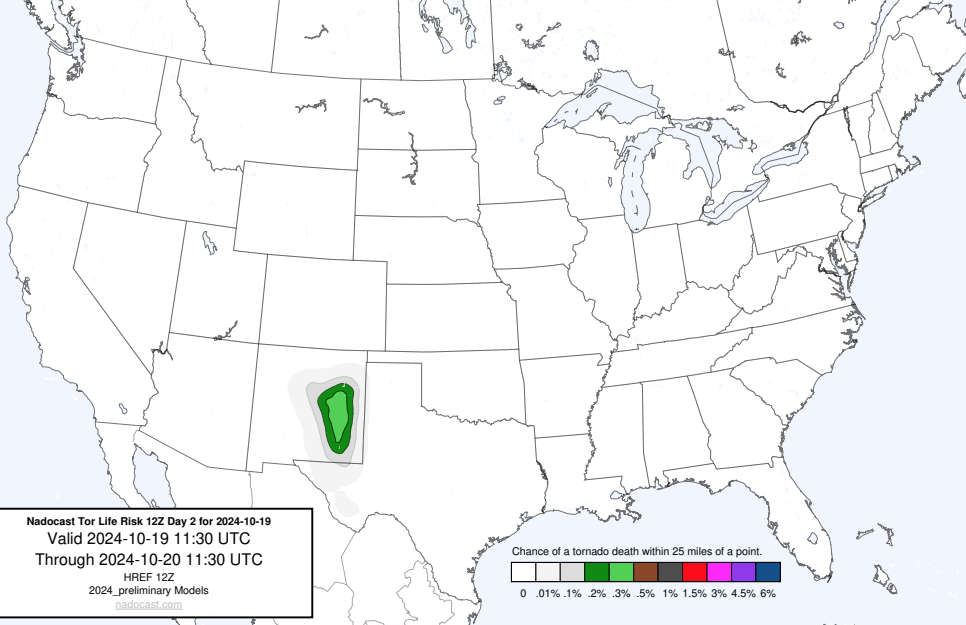 Nadocast Tor Life Risk 12Z Day 2 for 2024-10-19
Valid 2024-10-19 11:30 UTC
Through 2024-10-20 11:30 UTC
HREF 12Z
2024_preliminary Models
nadocast.com
Chance of a tornado death within 25 miles of a point.
0 .01% .1% .2% .3% .5% 1% 1.5% 3% 4.5% 6%